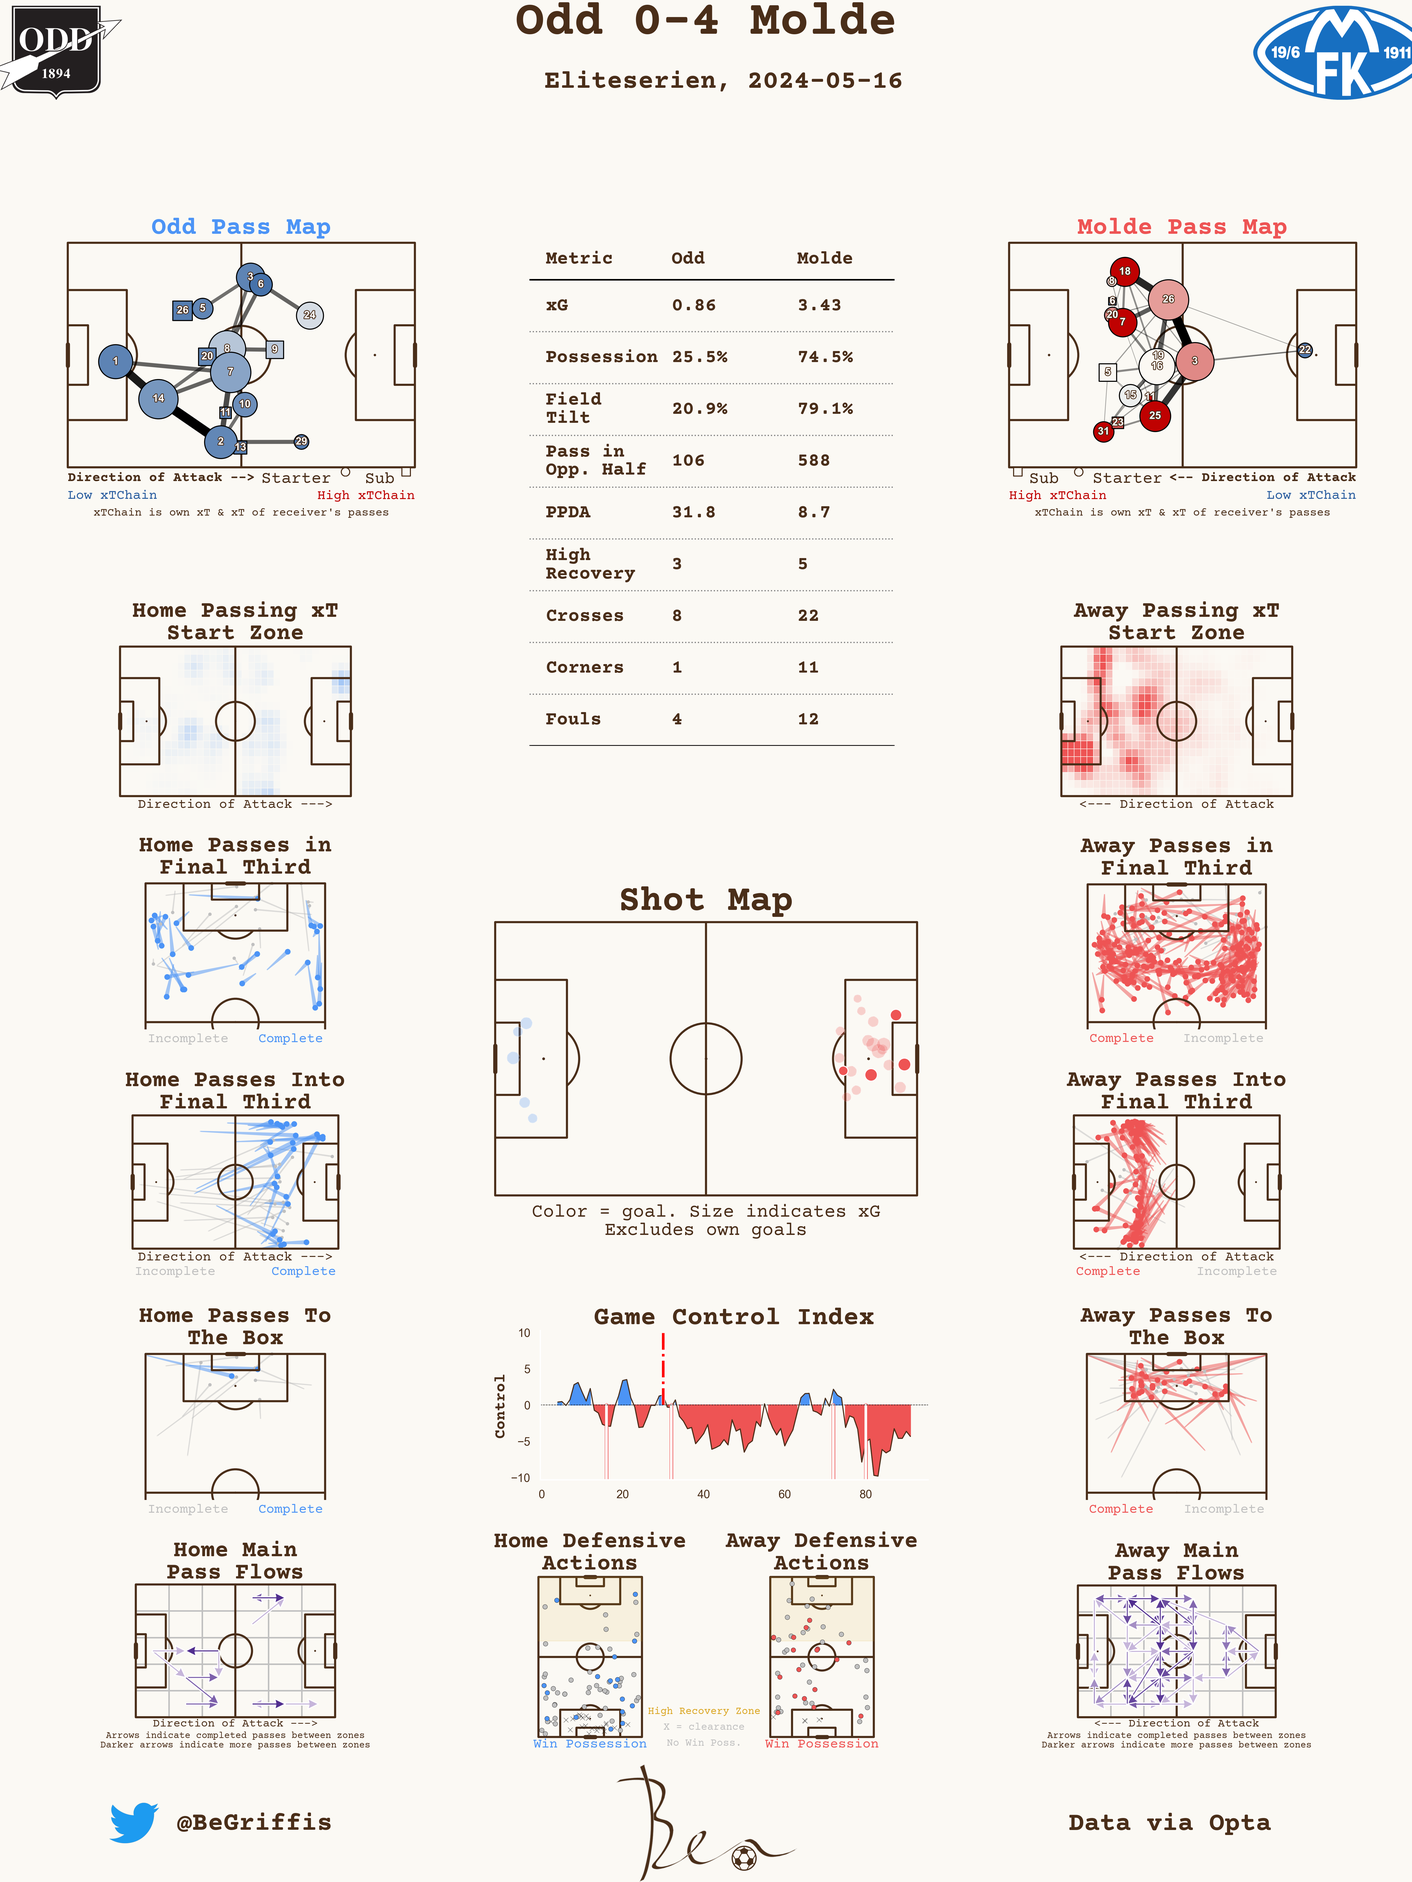 Odd 0-4 Molde
Eliteserien, 2024-05-16
ODD
1894
19/6
1911
M
FK
Odd Pass Map
3
6
26
5
24
8
9
20
1
7
14
11
10
2
13
29
Direction of Attack -->
Starter
Sub
Low xTChain
High xTChain
xTChain is own xT & xT of receiver's passes
Metric Odd Molde
xG 0.86 3.43
Possession 25.5% 74.5%
Field
Tilt 20.9% 79.1%
Pass in
Opp. Half 106 588
PPDA 31.8 8.7
High
Recovery 3 5
Crosses 8 22
Corners 1 11
Fouls 4 12
Molde Pass Map
18
8
26
6
20
7
22
19
16
3
5
15
11
25
23
31
Sub
Starter
<-- Direction of Attack
High xTChain
Low xTChain
xTChain is own xT & xT of receiver's passes
Home Passing xT
Start Zone
Direction of Attack --->
Away Passing xT
Start Zone
<--- Direction of Attack
Home Passes in
Final Third
Incomplete
Complete
Away Passes in
Final Third
Complete
Incomplete
Shot Map
Color = goal. Size indicates xG
Excludes own goals
Home Passes Into
Final Third
Direction of Attack --->
Incomplete
Complete
Away Passes Into
Final Third
<--- Direction of Attack
Complete
Incomplete
Home Passes To
The Box
Incomplete
Complete
Game Control Index
Control
10
5
0
−5
−10
0
20
40
60
80
Away Passes To
The Box
Complete
Incomplete
Home Main
Pass Flows
Direction of Attack --->
Arrows indicate completed passes between zones
Darker arrows indicate more passes between zones
Home Defensive
Actions
Win Possession
High Recovery Zone
X = clearance
No Win Poss.
Away Defensive
Actions
Win Possession
Away Main
Pass Flows
<--- Direction of Attack
Arrows indicate completed passes between zones
Darker arrows indicate more passes between zones
@BeGriffis
Ben
Data via Opta